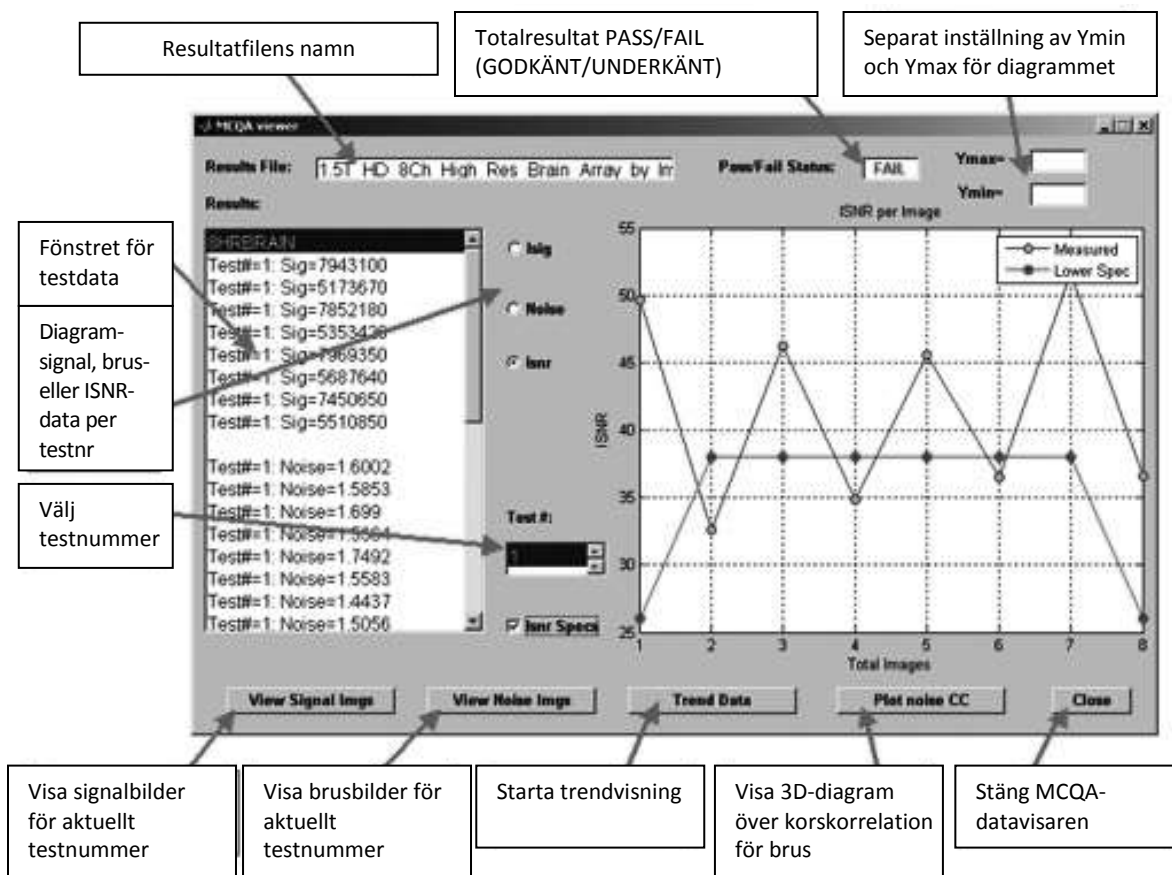 Resultatfilens namn
Totalresultat PASS/FAIL
(GODKÄNT/UNDERKÄNT)
Separat inställning av Ymin
och Ymax för diagrammet
MCQA viewer
Results File:
1.5T HD 8Ch High Res Brain Array by
Pass/Fail Status:
FAIL
Ymax=
Ymin=
Results:
8HRBRAIN
Test#=1: Sig=7943100
Test#=1: Sig=5173670
Test#=1: Sig=7852180
Test#=1: Sig=5353420
Test#=1: Sig=7969350
Test#=1: Sig=5687640
Test#=1: Sig=7450650
Test#=1: Sig=5510850
Test#=1: Noise=1.6002
Test#=1: Noise=1.5853
Test#=1: Noise=1.699
Test#=1:
Test#=1: Noise=1.7492
Test#=1: Noise=1.5583
Test#=1: Noise=1.4437
Test#=1: Noise=1.5056
Isig
Noise
Isnr
Test #:
1
Isnr Specs
ISNR per Image
Measured
Lower Spec
ISNR
55
50
45
40
35
30
25
1 2 3 4 5 6 7 8
Total Images
View Signal Imgs
View Noise Imgs
Trend Data
Plot noise CC
Close
Fönstret för
testdata
Diagram-
signal, brus-
eller ISNR-
data per
testnr
Välj
testnummer
Visa signalbilder
för aktuellt
testnummer
Visa brusbilder för
aktuellt
testnummer
Starta trendvisning
Visa 3D-diagram
över korskorrelation
för brus
Stäng MCQA-
datavisaren